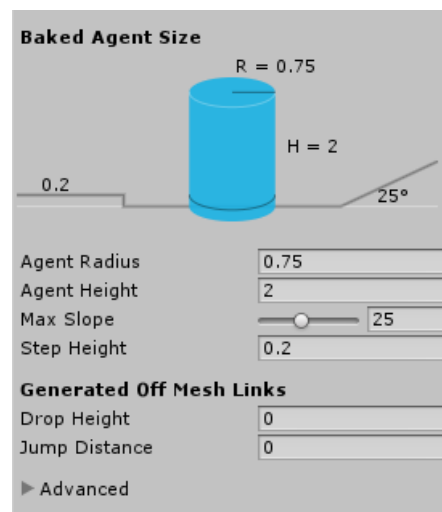 Baked Agent Size
R = 0.75
H = 2
0.2
25°
Agent Radius 0.75
Agent Height 2
Max Slope 25
Step Height 0.2
Generated Off Mesh Links
Drop Height 0
Jump Distance 0
Advanced